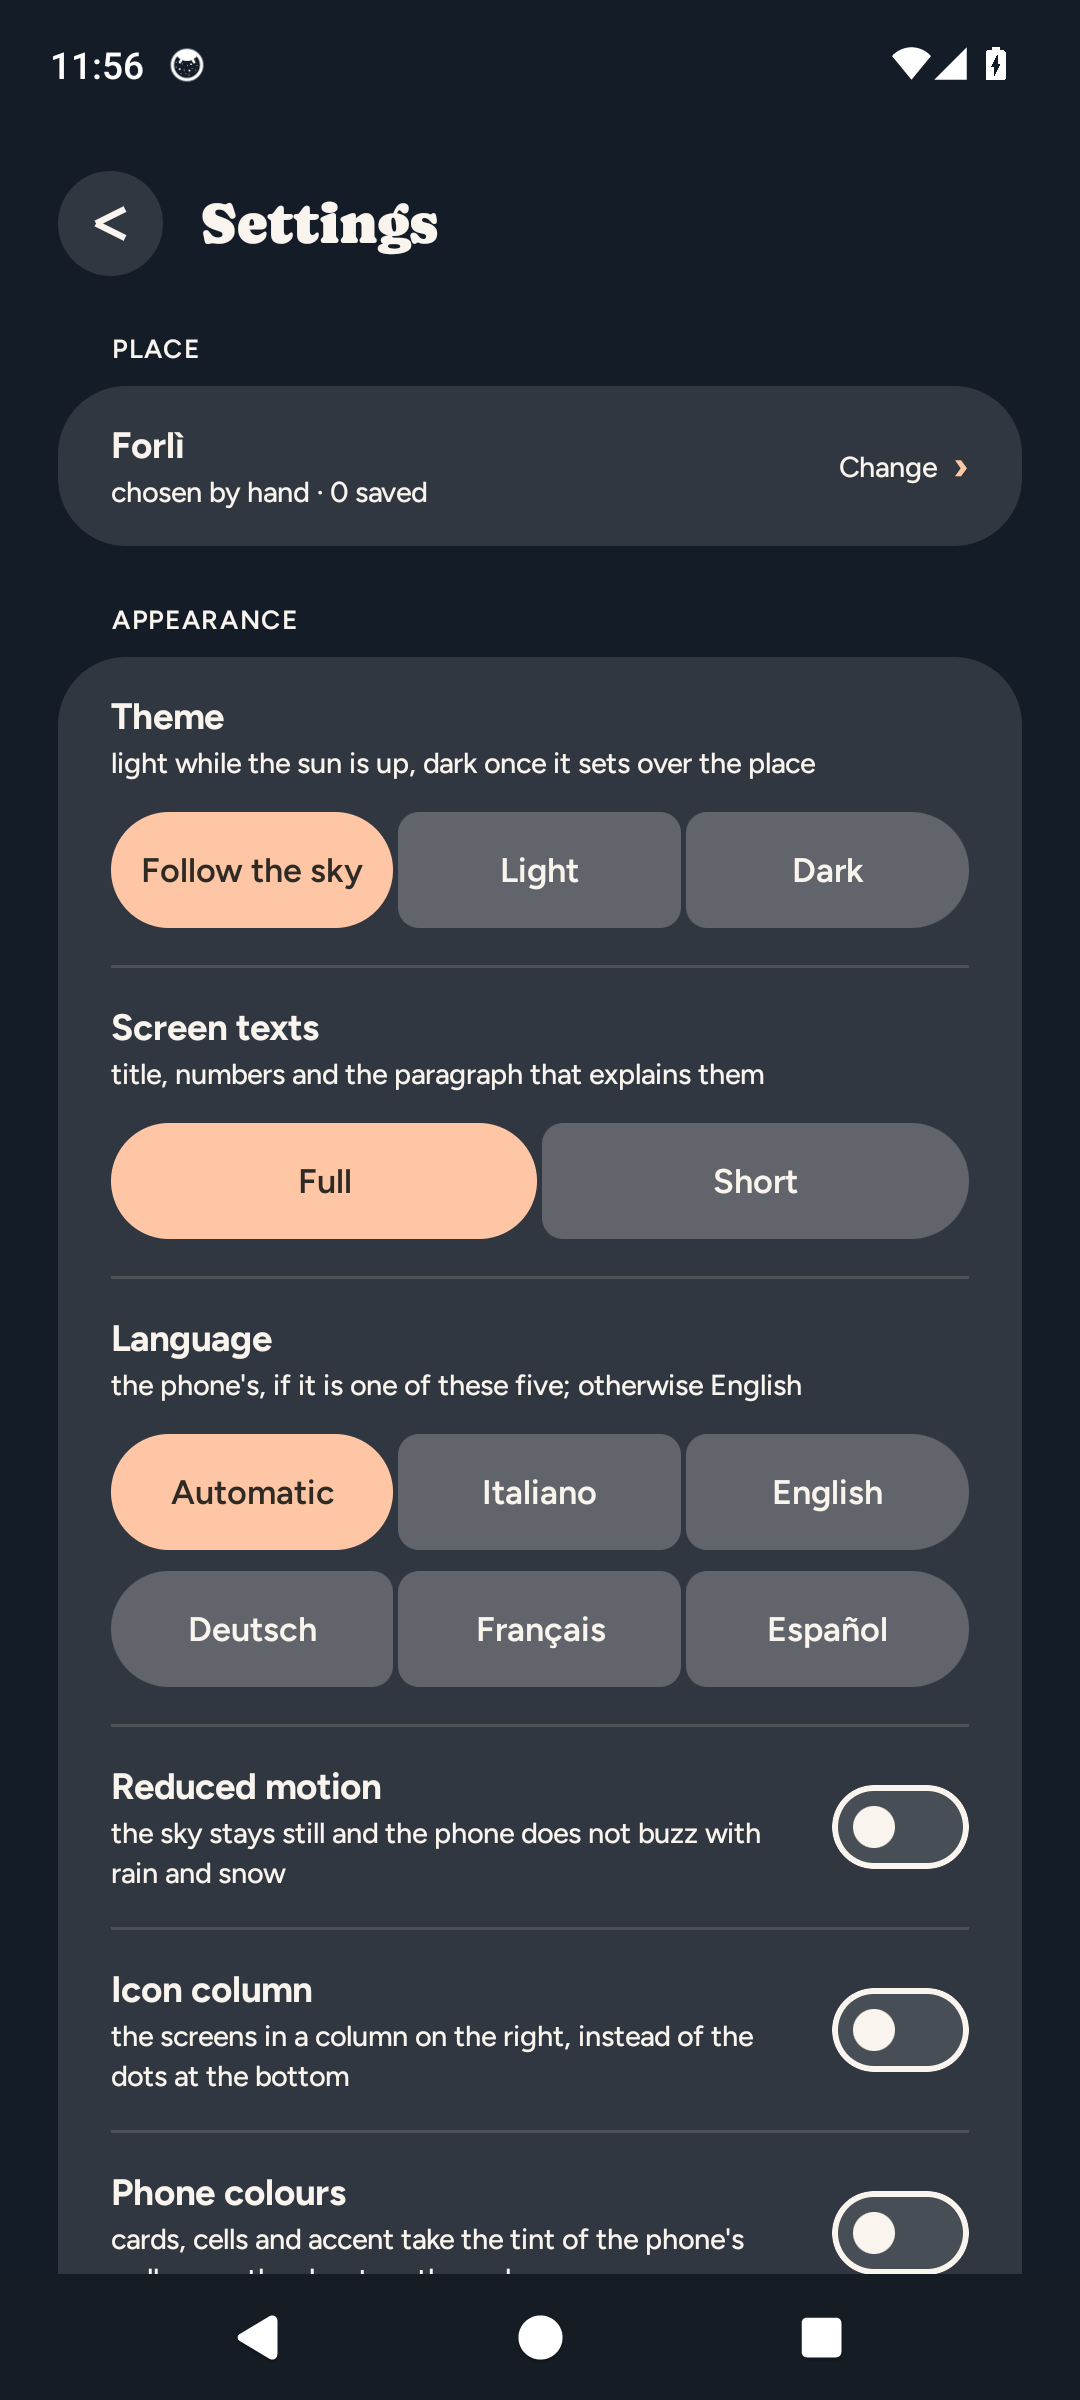 11:56
Settings
PLACE
Forlì
chosen by hand · 0 saved
Change ›
APPEARANCE
Theme
light while the sun is up, dark once it sets over the place
Follow the sky
Light
Dark
Screen texts
title, numbers and the paragraph that explains them
Full
Short
Language
the phone's, if it is one of these five; otherwise English
Automatic
Italiano
English
Deutsch
Français
Español
Reduced motion
the sky stays still and the phone does not buzz with
rain and snow
Icon column
the screens in a column on the right, instead of the
dots at the bottom
Phone colours
cards, cells and accent take the tint of the phone's